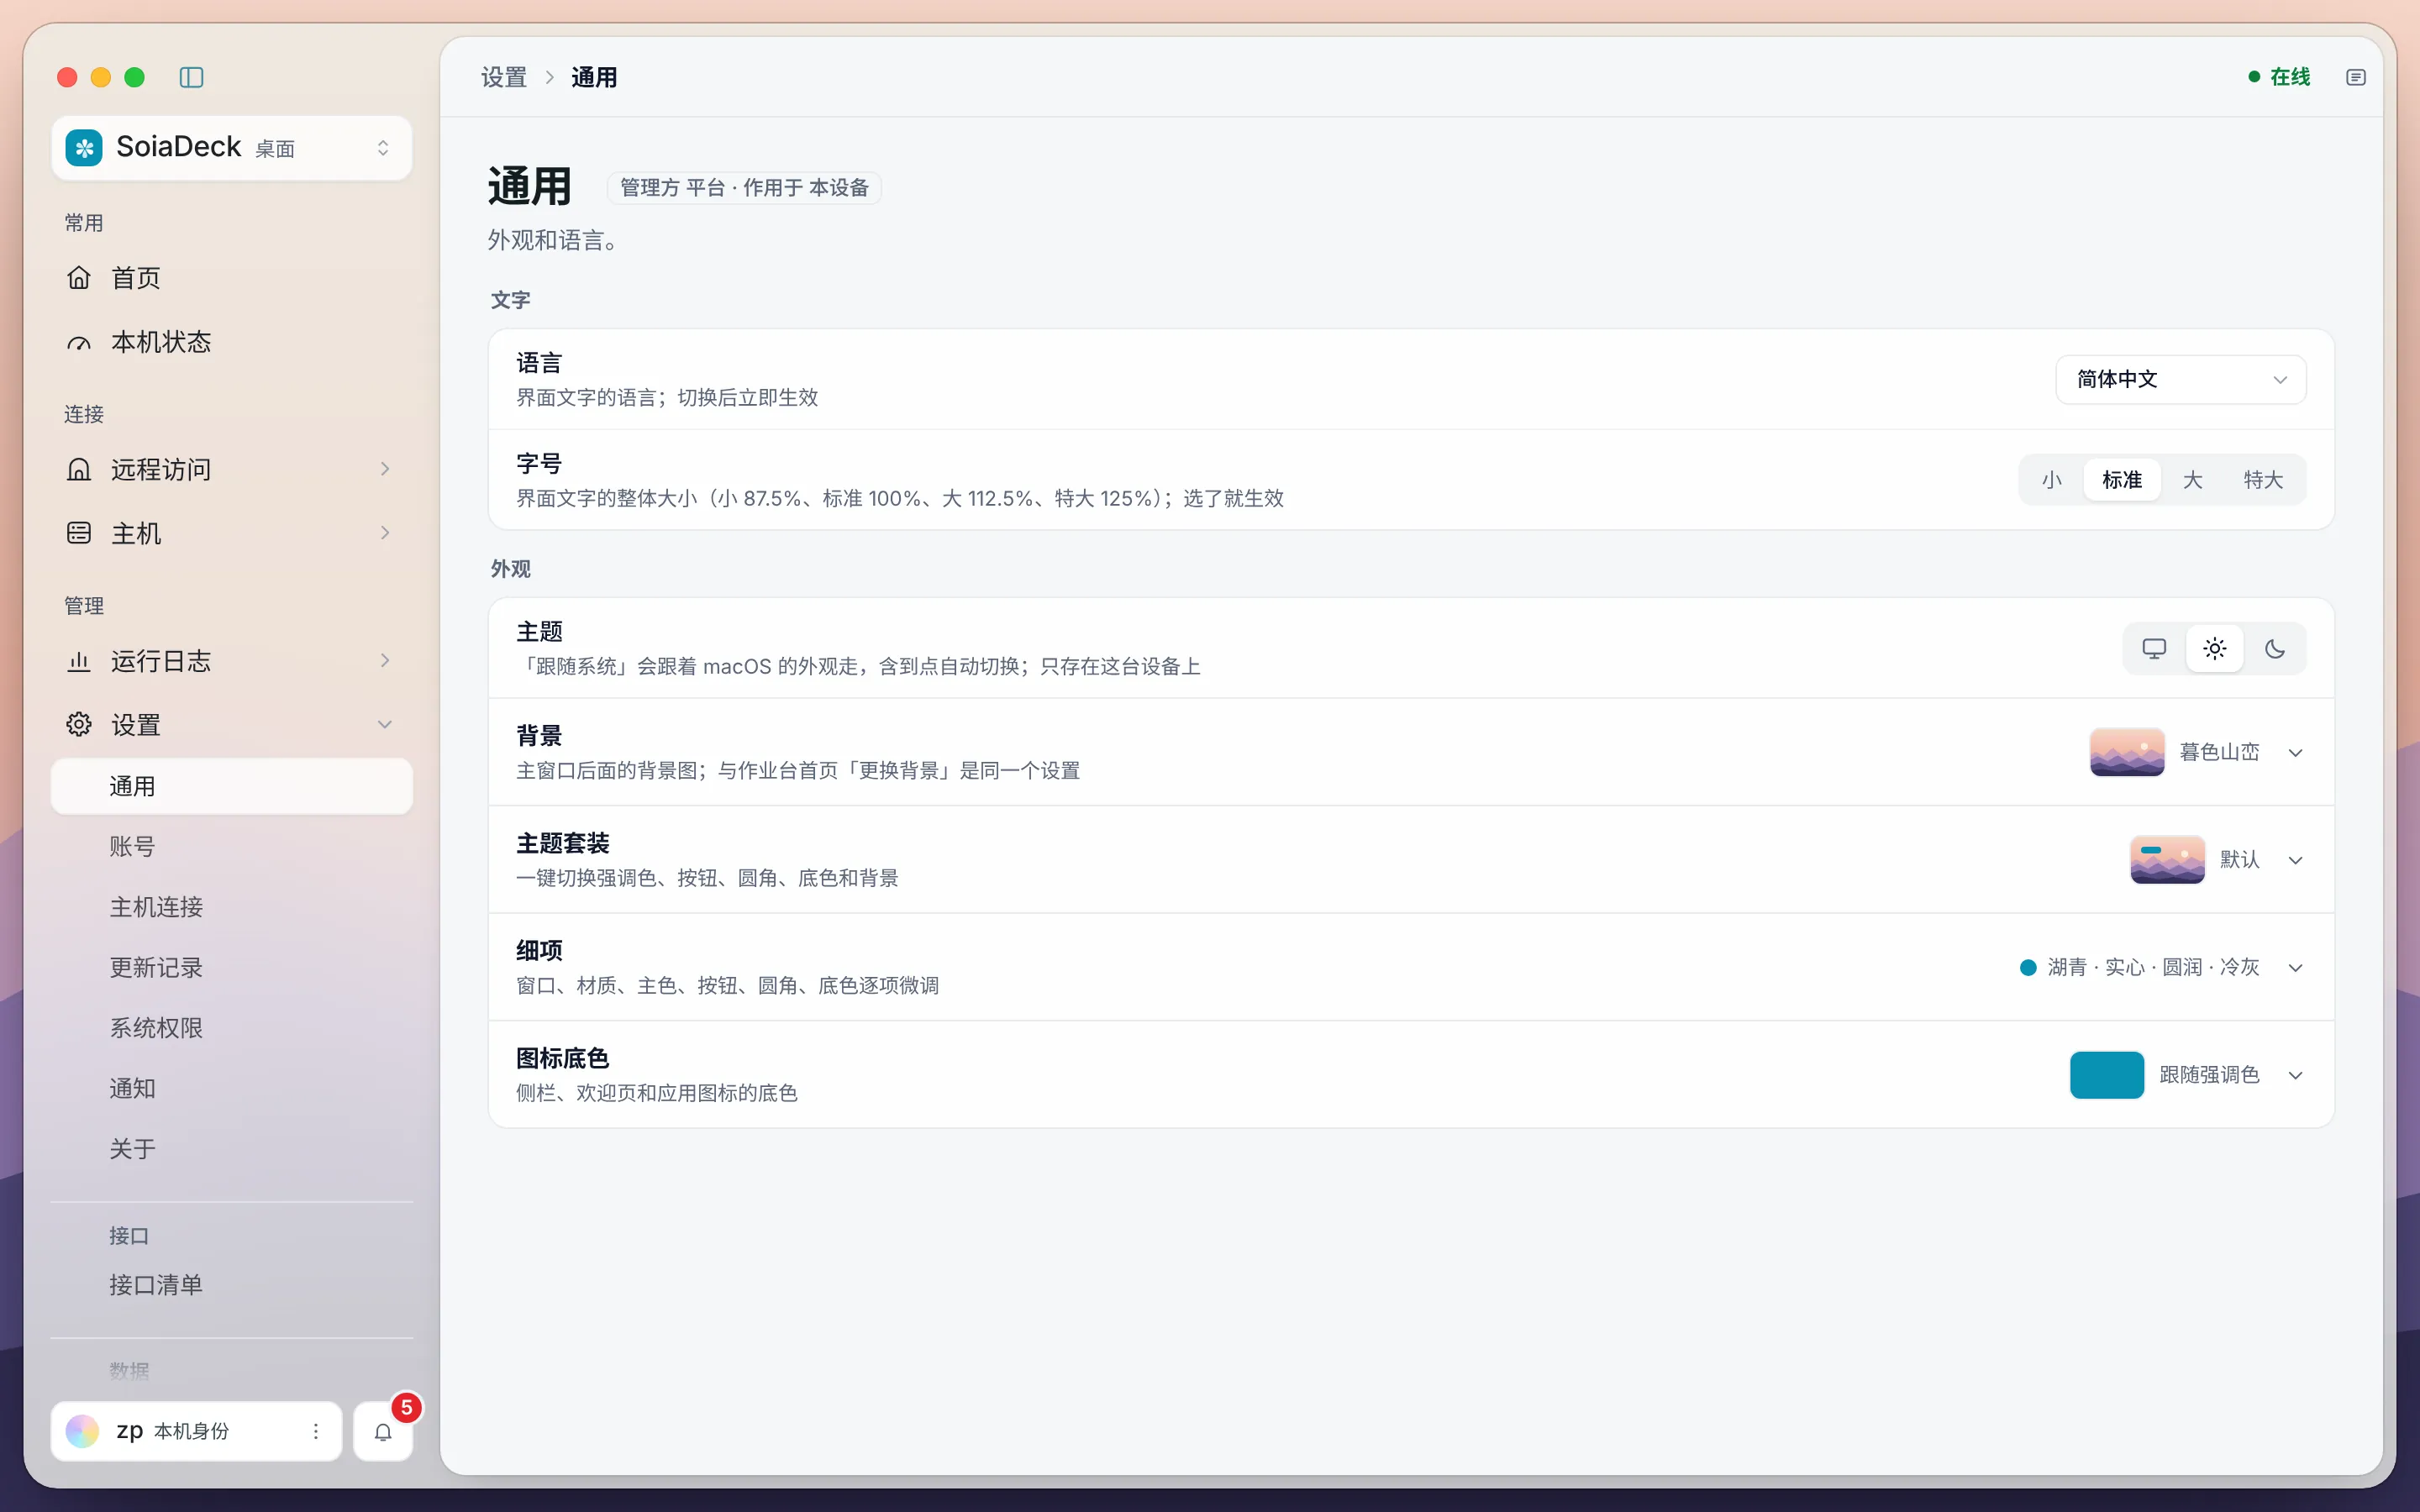 SoiaDeck 桌面
常用
首页
本机状态
连接
远程访问
主机
管理
运行日志
设置
通用
账号
主机连接
更新记录
系统权限
通知
关于
接口
接口清单
数据
zp 本机身份
5
设置 通用
在线
通用 管理方 平台 · 作用于 本设备
外观和语言。
文字
语言
界面文字的语言；切换后立即生效
简体中文
字号
界面文字的整体大小（小 87.5%、标准 100%、大 112.5%、特大 125%）；选了就生效
小 标准 大 特大
外观
主题
「跟随系统」会跟着 macOS 的外观走，含到点自动切换；只存在这台设备上
背景
主窗口后面的背景图；与作业台首页「更换背景」是同一个设置
暮色山峦
主题套装
一键切换强调色、按钮、圆角、底色和背景
默认
细项
窗口、材质、主色、按钮、圆角、底色逐项微调
湖青 · 实心 · 圆润 · 冷灰
图标底色
侧栏、欢迎页和应用图标的底色
跟随强调色